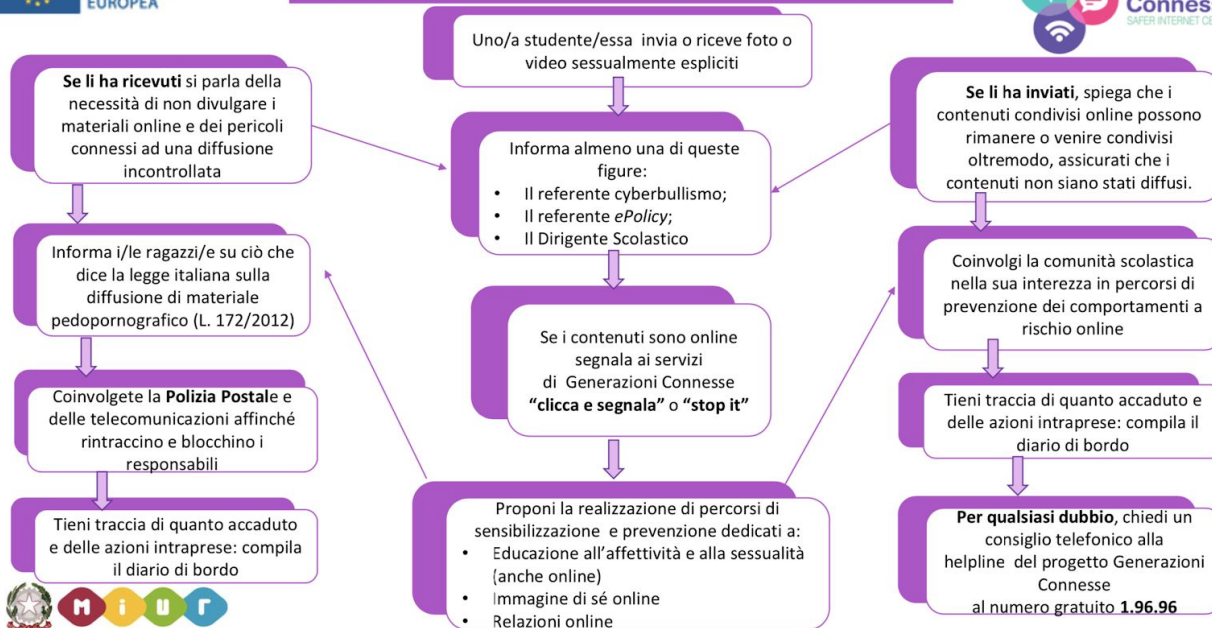 EUROPEA
SAFER INTERNET
Uno/a studente/essa invia o riceve foto o
video sessualmente espliciti
Se li ha ricevuti si parla della
necessità di non divulgare i
materiali online e dei pericoli
connessi ad una diffusione
incontrollata
Informa i/le ragazzi/e su ciò che
dice la legge italiana sulla
diffusione di materiale
pedopornografico (L. 172/2012)
Coinvolgete la Polizia Postale e
delle telecomunicazioni affinché
rintraccino e blocchino i
responsabili
Tieni traccia di quanto accaduto
e delle azioni intraprese: compila
il diario di bordo
Informa almeno una di queste
figure:
• Il referente cyberbullismo;
• Il referente ePolicy;
• Il Dirigente Scolastico
Se i contenuti sono online
segnala ai servizi
di Generazioni Connesse
“clicca e segnala” o “stop it”
Proponi la realizzazione di percorsi di
sensibilizzazione e prevenzione dedicati a:
• Educazione all’affettività e alla sessualità
(anche online)
• Immagine di sé online
• Relazioni online
Se li ha inviati, spiega che i
contenuti condivisi online possono
rimanere o venire condivisi
oltremodo, assicurati che i
contenuti non siano stati diffusi.
Coinvolgi la comunità scolastica
nella sua interezza in percorsi di
prevenzione dei comportamenti a
rischio online
Tieni traccia di quanto accaduto e
delle azioni intraprese: compila il
diario di bordo
Per qualsiasi dubbio, chiedi un
consiglio telefonico alla
helpline del progetto Generazioni
Connesse
al numero gratuito 1.96.96
miur